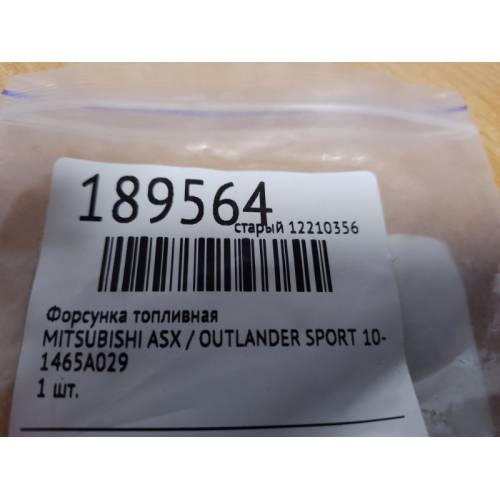 189564
старый 12210356
Форсунка топливная
MITSUBISHI ASX / OUTLANDER SPORT 10-
1465A029
1 шт.